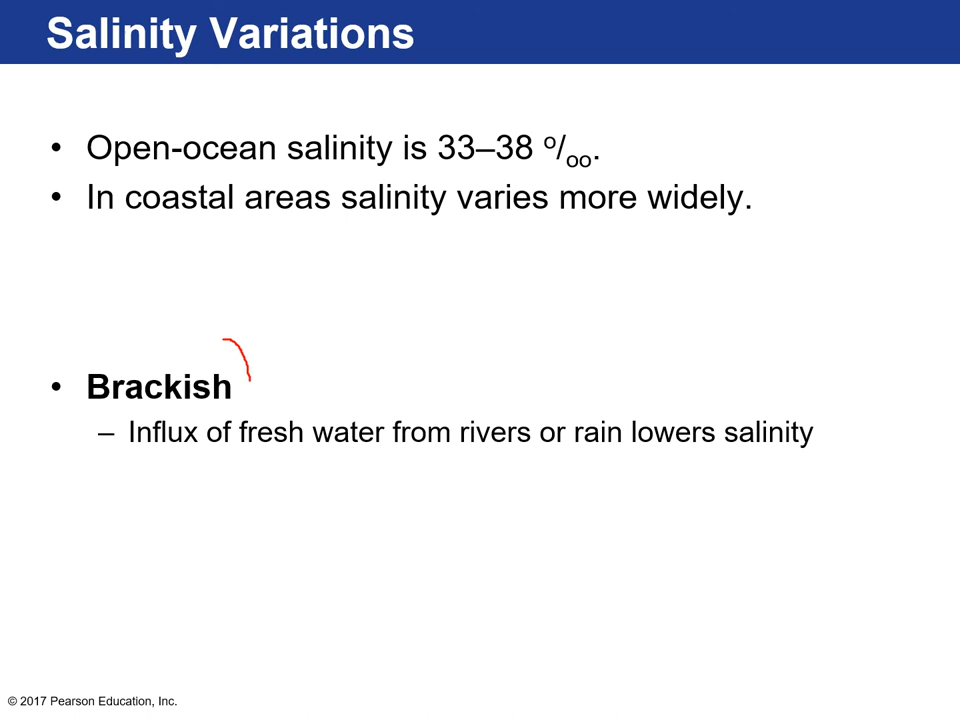 Salinity Variations
• Open-ocean salinity is 33–38 o/oo.
• In coastal areas salinity varies more widely.
• Brackish
– Influx of fresh water from rivers or rain lowers salinity
© 2017 Pearson Education, Inc.